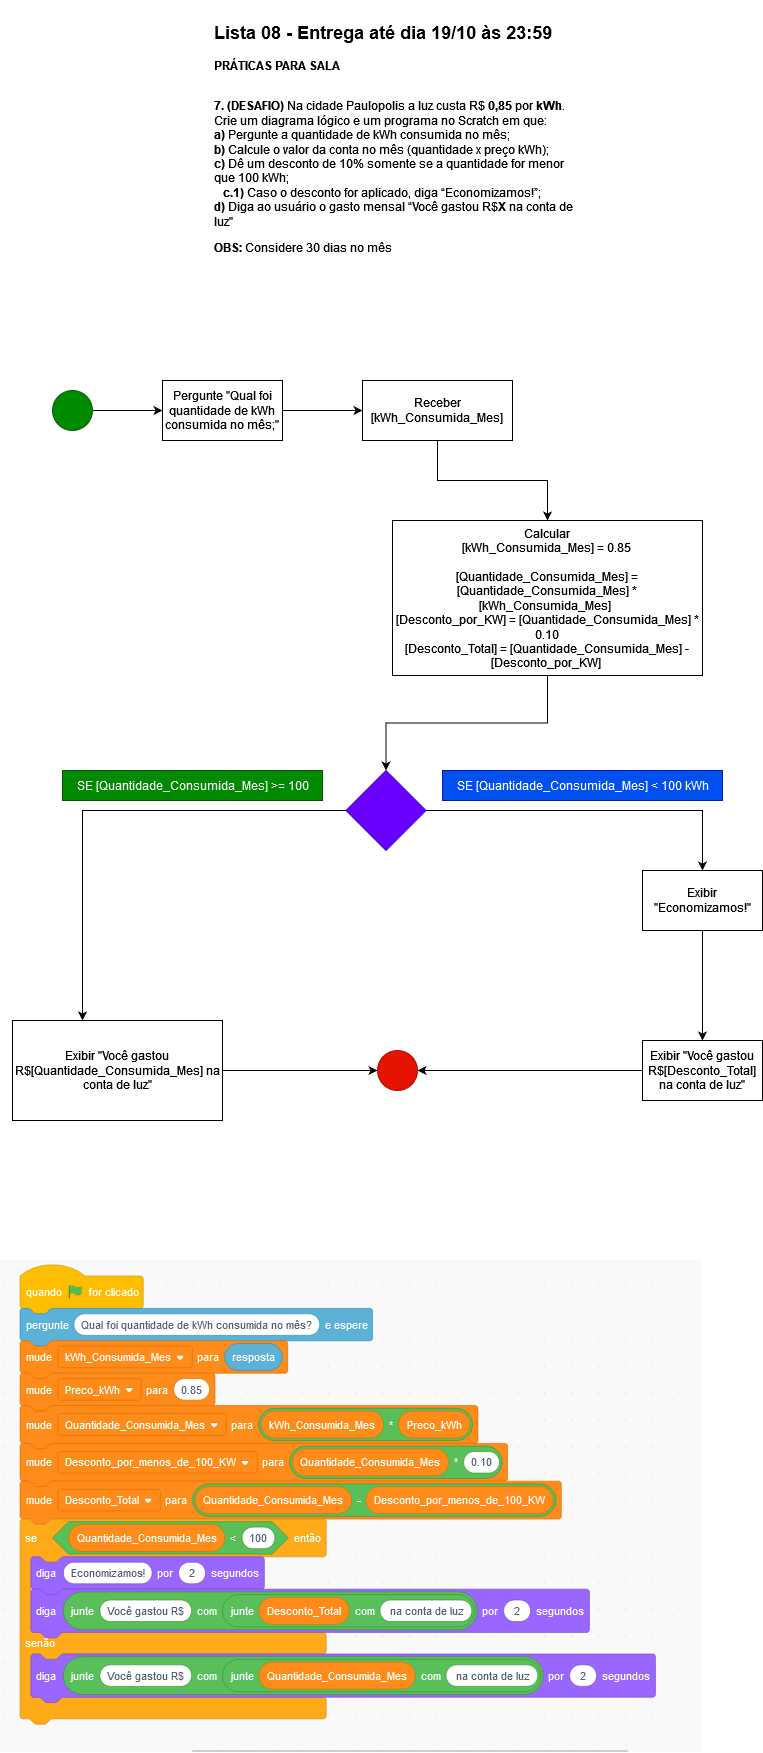 Lista 08 - Entrega até dia 19/10 às 23:59
PRÁTICAS PARA SALA
7. (DESAFIO) Na cidade Paulopolis a luz custa R$ 0,85 por kWh.
Crie um diagrama lógico e um programa no Scratch em que:
a) Pergunte a quantidade de kWh consumida no mês;
b) Calcule o valor da conta no mês (quantidade x preço kWh);
c) Dê um desconto de 10% somente se a quantidade for menor
que 100 kWh;
c.1) Caso o desconto for aplicado, diga “Economizamos!”;
d) Diga ao usuário o gasto mensal “Você gastou R$X na conta de
luz"
OBS: Considere 30 dias no mês
Pergunte "Qual foi
quantidade de kWh
consumida no mês;"
Receber
[kWh_Consumida_Mes]
Calcular
[kWh_Consumida_Mes] = 0.85
[Quantidade_Consumida_Mes] =
[Quantidade_Consumida_Mes] *
[kWh_Consumida_Mes]
[Desconto_por_KW] = [Quantidade_Consumida_Mes] *
0.10
[Desconto_Total] = [Quantidade_Consumida_Mes] -
[Desconto_por_KW]
SE [Quantidade_Consumida_Mes] >= 100
SE [Quantidade_Consumida_Mes] < 100 kWh
Exibir
"Economizamos!"
Exibir "Você gastou
R$[Quantidade_Consumida_Mes] na
conta de luz"
Exibir "Você gastou
R$[Desconto_Total]
na conta de luz"
quando for clicado
pergunte Qual foi quantidade de kWh consumida no mês? e espere
mude kWh_Consumida_Mes para resposta
mude Preco_kWh para 0.85
mude Quantidade_Consumida_Mes para kWh_Consumida_Mes * Preco_kWh
mude Desconto_por_menos_de_100_KW para Quantidade_Consumida_Mes * 0.10
mude Desconto_Total para Quantidade_Consumida_Mes - Desconto_por_menos_de_100_KW
se Quantidade_Consumida_Mes < 100 então
diga Economizamos! por 2 segundos
diga junte Você gastou R$ com junte Desconto_Total com na conta de luz por 2 segundos
senão
diga junte Você gastou R$ com junte Quantidade_Consumida_Mes com na conta de luz por 2 segundos